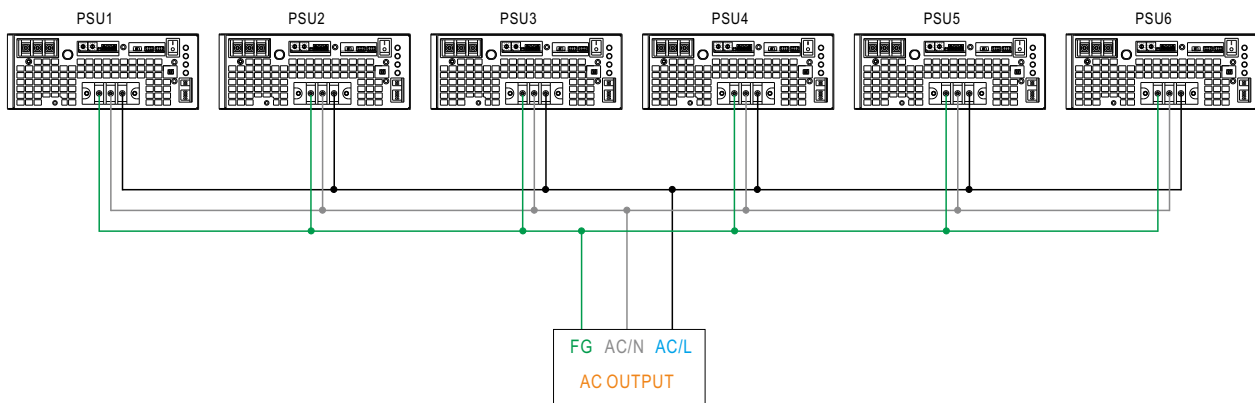 PSU1 PSU2 PSU3 PSU4 PSU5 PSU6
FG AC/N AC/L
AC OUTPUT